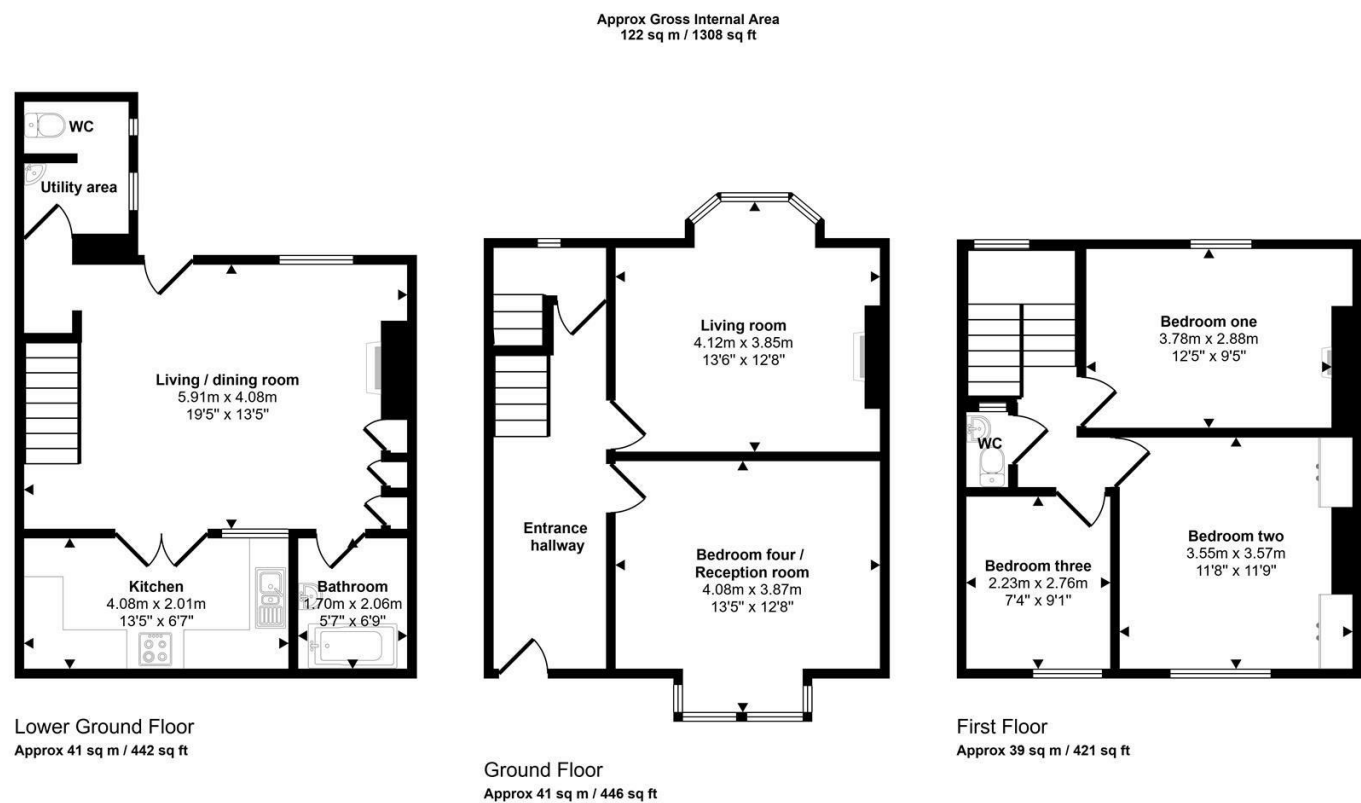 Approx Gross Internal Area
122 sq m / 1308 sq ft
WC
Utility area
Living / dining room
5.91m x 4.08m
19'5" x 13'5"
Kitchen
4.08m x 2.01m
13'5" x 6'7"
Bathroom
1.70m x 2.06m
5'7" x 6'9"
Lower Ground Floor
Approx 41 sq m / 442 sq ft
Living room
4.12m x 3.85m
13'6" x 12'8"
Entrance
hallway
Bedroom four /
Reception room
4.08m x 3.87m
13'5" x 12'8"
Ground Floor
Approx 41 sq m / 446 sq ft
Bedroom one
3.78m x 2.88m
12'5" x 9'5"
WC
Bedroom two
3.55m x 3.57m
11'8" x 11'9"
Bedroom three
2.23m x 2.76m
7'4" x 9'1"
First Floor
Approx 39 sq m / 421 sq ft